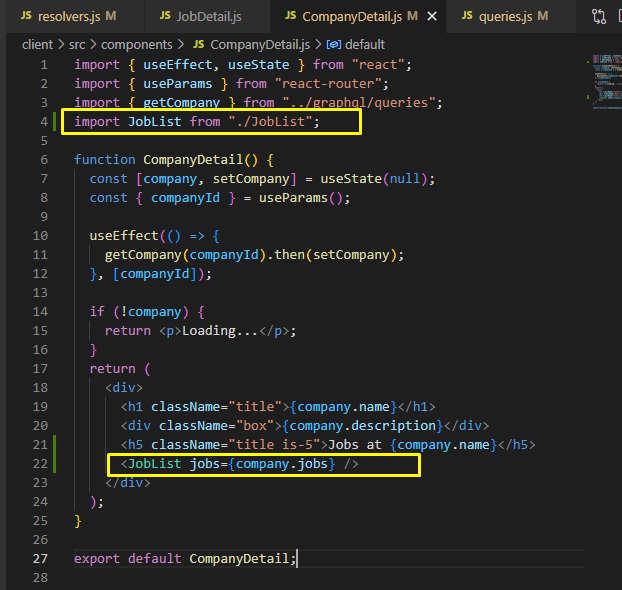 JS resolvers.js M JS JobDetail.js JS CompanyDetail.js M × JS queries.js M
client > src > components > JS CompanyDetail.js > default
1 import { useEffect, useState } from "react";
2 import { useParams } from "react-router";
3 import { getCompany } from "../graphql/queries";
4 import JobList from "./JobList";
5
6 function CompanyDetail() {
7 const [company, setCompany] = useState(null);
8 const { companyId } = useParams();
9
10 useEffect(() => {
11 getCompany(companyId).then(setCompany);
12 }, [companyId]);
13
14 if (!company) {
15 return <p>Loading...</p>;
16 }
17 return (
18 <div>
19 <h1 className="title">{company.name}</h1>
20 <div className="box">{company.description}</div>
21 <h5 className="title is-5">Jobs at {company.name}</h5>
22 <JobList jobs={company.jobs} />
23 </div>
24 );
25 }
26
27 export default CompanyDetail;
28